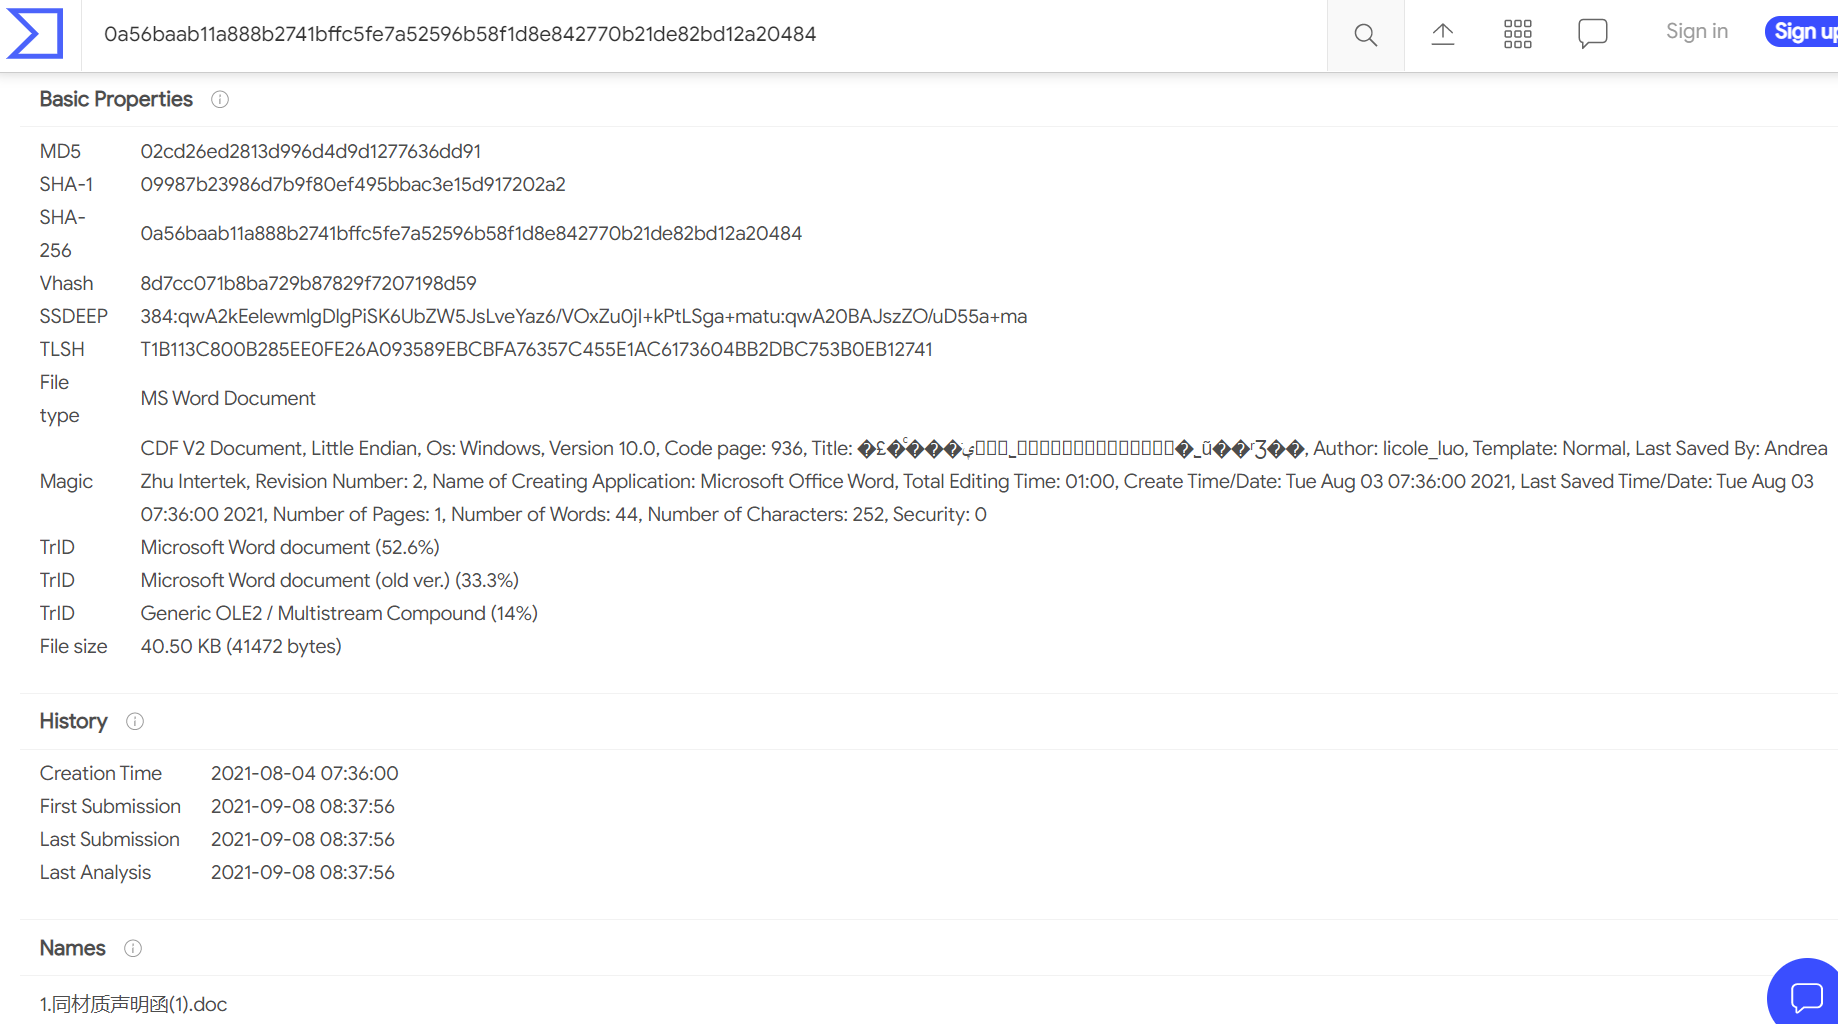 0a56baab11a888b2741bffc5fe7a52596b58f1d8e842770b21de82bd12a20484
Sign in
Sign up
Basic Properties
MD5 02cd26ed2813d996d4d9d1277636dd91
SHA-1 09987b23986d7b9f80ef495bbac3e15d917202a2
SHA-
256 0a56baab11a888b2741bffc5fe7a52596b58f1d8e842770b21de82bd12a20484
Vhash 8d7cc071b8ba729b87829f7207198d59
SSDEEP 384:qwA2kEelewmlgDlgPiSK6UbZW5JsLveYaz6/VOxZu0jI+kPtLSga+matu:qwA20BAJszZO/uD55a+ma
TLSH T1B113C800B285EE0FE26A093589EBCBFA76357C455E1AC6173604BB2DBC753B0EB12741
File
type MS Word Document
Magic CDF V2 Document, Little Endian, Os: Windows, Version 10.0, Code page: 936, Title: , Author: licole_luo, Template: Normal, Last Saved By: Andrea
Zhu Intertek, Revision Number: 2, Name of Creating Application: Microsoft Office Word, Total Editing Time: 01:00, Create Time/Date: Tue Aug 03 07:36:00 2021, Last Saved Time/Date: Tue Aug 03
07:36:00 2021, Number of Pages: 1, Number of Words: 44, Number of Characters: 252, Security: 0
TrID Microsoft Word document (52.6%)
TrID Microsoft Word document (old ver.) (33.3%)
TrID Generic OLE2 / Multistream Compound (14%)
File size 40.50 KB (41472 bytes)
History
Creation Time 2021-08-04 07:36:00
First Submission 2021-09-08 08:37:56
Last Submission 2021-09-08 08:37:56
Last Analysis 2021-09-08 08:37:56
Names
1.同材质声明函(1).doc